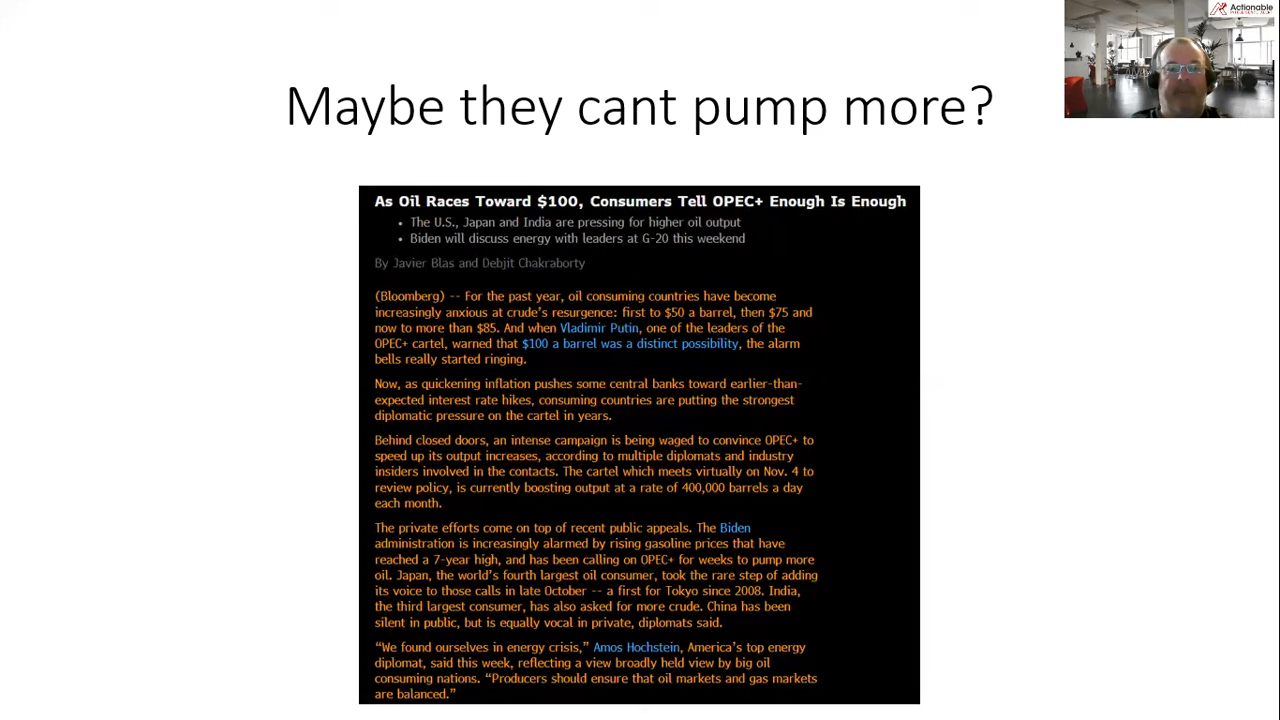 Actionable
Maybe they cant pump more?
As Oil Races Toward $100, Consumers Tell OPEC+ Enough Is Enough
• The U.S., Japan and India are pressing for higher oil output
• Biden will discuss energy with leaders at G-20 this weekend
By Javier Blas and Debjit Chakraborty
(Bloomberg) -- For the past year, oil consuming countries have become
increasingly anxious at crude's resurgence: first to $50 a barrel, then $75 and
now to more than $85. And when Vladimir Putin, one of the leaders of the
OPEC+ cartel, warned that $100 a barrel was a distinct possibility, the alarm
bells really started ringing.
Now, as quickening inflation pushes some central banks toward earlier-than-
expected interest rate hikes, consuming countries are putting the strongest
diplomatic pressure on the cartel in years.
Behind closed doors, an intense campaign is being waged to convince OPEC+ to
speed up its output increases, according to multiple diplomats and industry
insiders involved in the contacts. The cartel which meets virtually on Nov. 4 to
review policy, is currently boosting output at a rate of 400,000 barrels a day
each month.
The private efforts come on top of recent public appeals. The Biden
administration is increasingly alarmed by rising gasoline prices that have
reached a 7-year high, and has been calling on OPEC+ for weeks to pump more
oil. Japan, the world's fourth largest oil consumer, took the rare step of adding
its voice to those calls in late October -- a first for Tokyo since 2008. India,
the third largest consumer, has also asked for more crude. China has been
silent in public, but is equally vocal in private, diplomats said.
“We found ourselves in energy crisis,” Amos Hochstein, America's top energy
diplomat, said this week, reflecting a view broadly held view by big oil
consuming nations. “Producers should ensure that oil markets and gas markets
are balanced.”